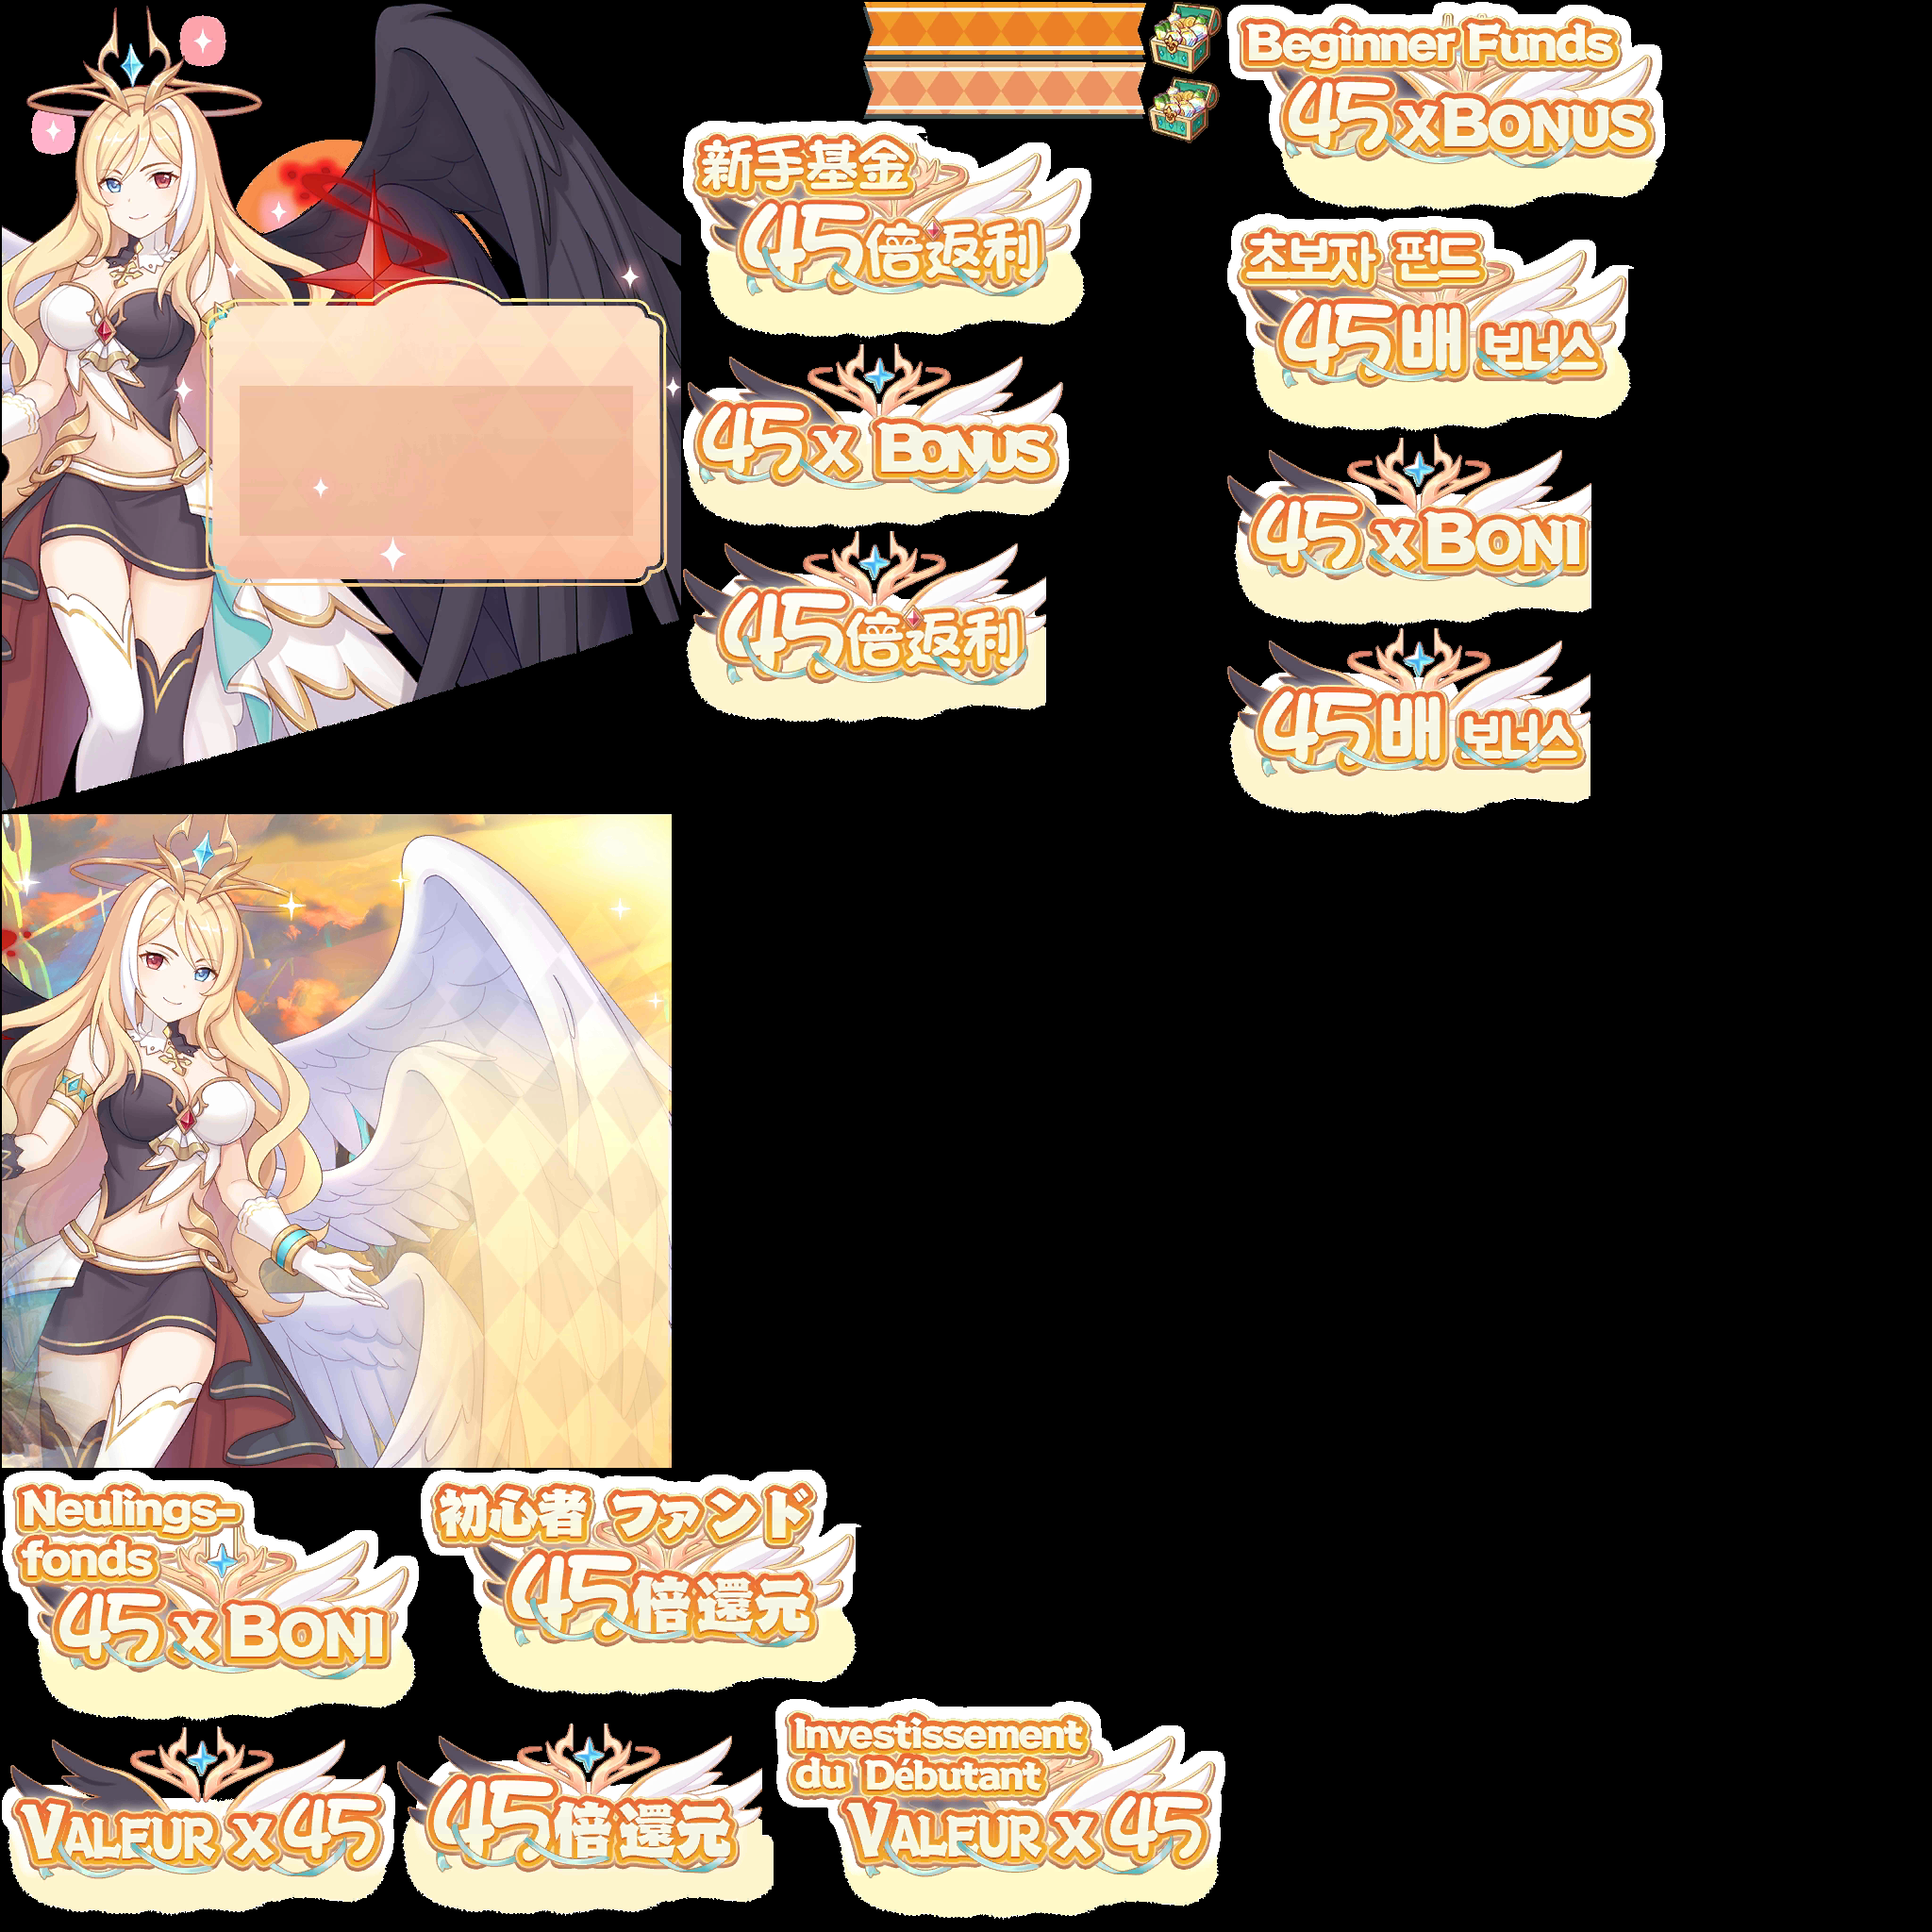 Beginner Funds
45 x BONUS
新手基金
45倍返利
초보자 펀드
45배 보너스
45 x BONUS
45 x BONI
45倍返利
45배 보너스
Neulings-
fonds
45 x BONI
初心者 ファンド
45倍還元
VALEUR x 45
45倍還元
Investissement
du Débutant
VALEUR x 45